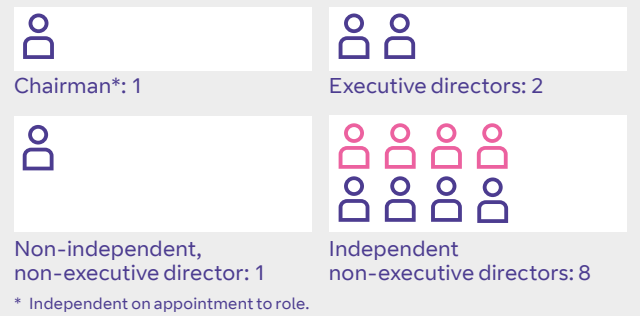 Chairman*: 1
Executive directors: 2
Non-independent,
non-executive director: 1
Independent
non-executive directors: 8
* Independent on appointment to role.